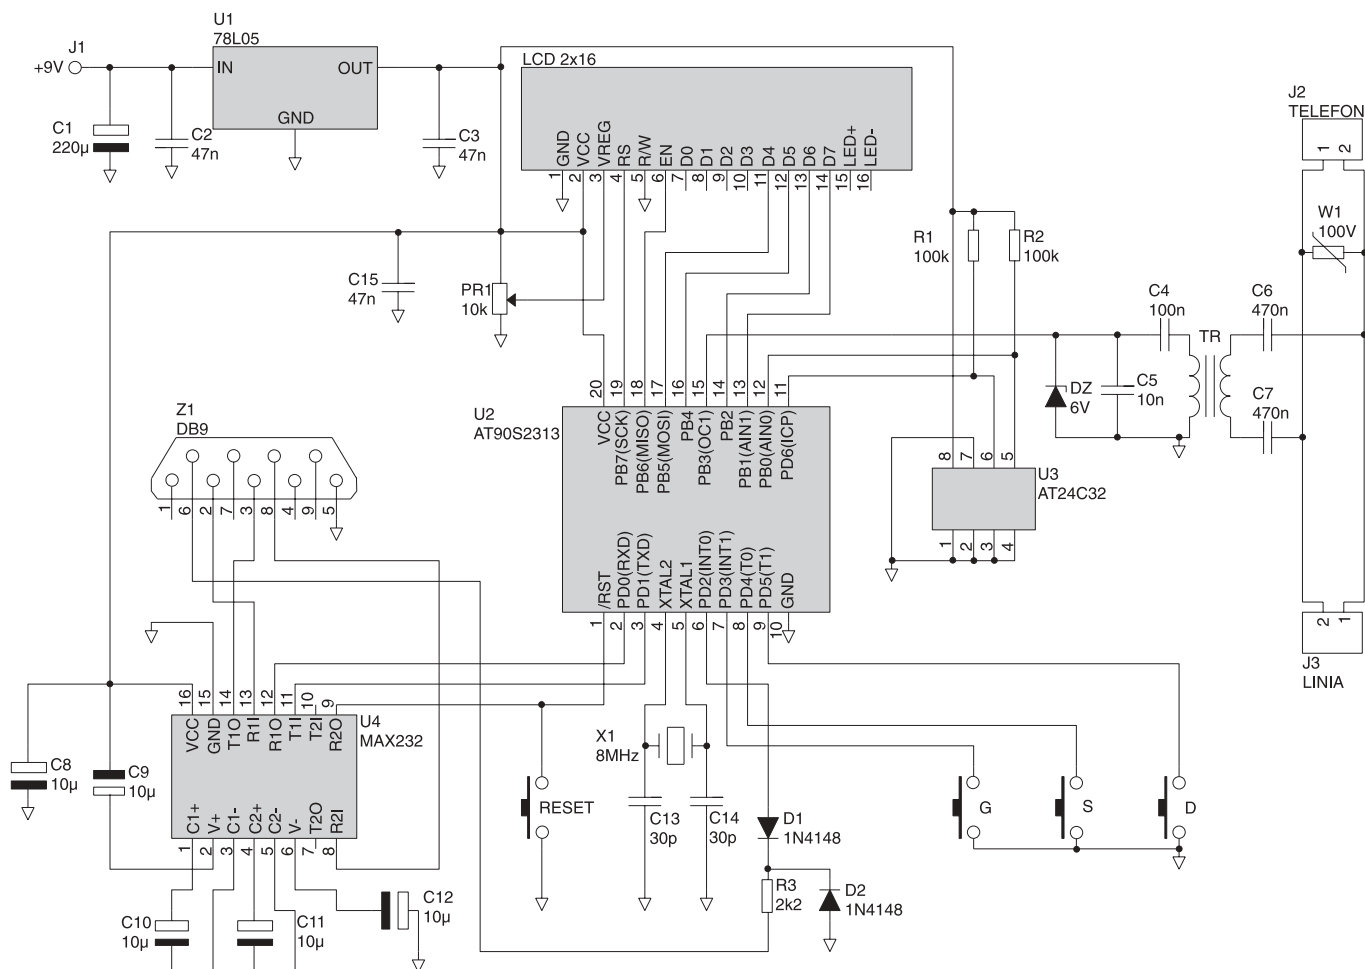 U1
78L05
J1
+9V
IN
OUT
GND
C1
220µ
C2
47n
C3
47n
LCD 2x16
GND
VCC
VREG
RS
R/W
EN
D0
D1
D2
D3
D4
D5
D6
D7
LED+
LED-
1
2
3
4
5
6
7
8
9
10
11
12
13
14
15
16
J2
TELEFON
1
2
W1
100V
R1
100k
R2
100k
C15
47n
PR1
10k
C4
100n
C6
470n
TR
DZ
6V
C5
10n
C7
470n
U2
AT90S2313
20
19
18
17
16
15
14
13
12
11
VCC
PB7(SCK)
PB6(MISO)
PB5(MOSI)
PB4
PB3(OC1)
PB2
PB1(AIN1)
PB0(AIN0)
PD6(ICP)
/RST
PD0(RXD)
PD1(TXD)
XTAL2
XTAL1
PD2(INT0)
PD3(INT1)
PD4(T0)
PD5(T1)
GND
1
2
3
4
5
6
7
8
9
10
Z1
DB9
1
6
2
7
3
8
4
9
5
8
7
6
5
U3
AT24C32
1
2
3
4
2
1
J3
LINIA
16
15
14
13
12
11
10
9
VCC
GND
T1O
R1I
R1O
T1I
T2I
R2O
U4
MAX232
C1+
V+
C1-
C2+
C2-
V-
T2O
R2I
1
2
3
4
5
6
7
8
C8
10µ
C9
10µ
X1
8MHz
RESET
C13
30p
C14
30p
D1
1N4148
G
S
D
R3
2k2
D2
1N4148
C10
10µ
C11
10µ
C12
10µ